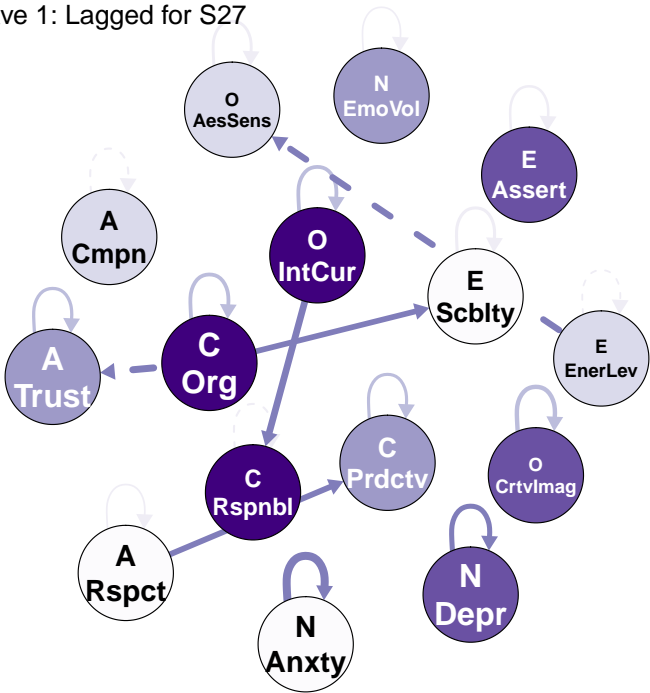 ve 1: Lagged for S27
O
AesSens
N
EmoVol
E
Assert
A
Cmpn
O
IntCur
E
Scblty
A
Trust
C
Org
E
EnerLev
C
Prdctv
O
CrtvImag
C
Rspnbl
A
Rspct
N
Depr
N
Anxty